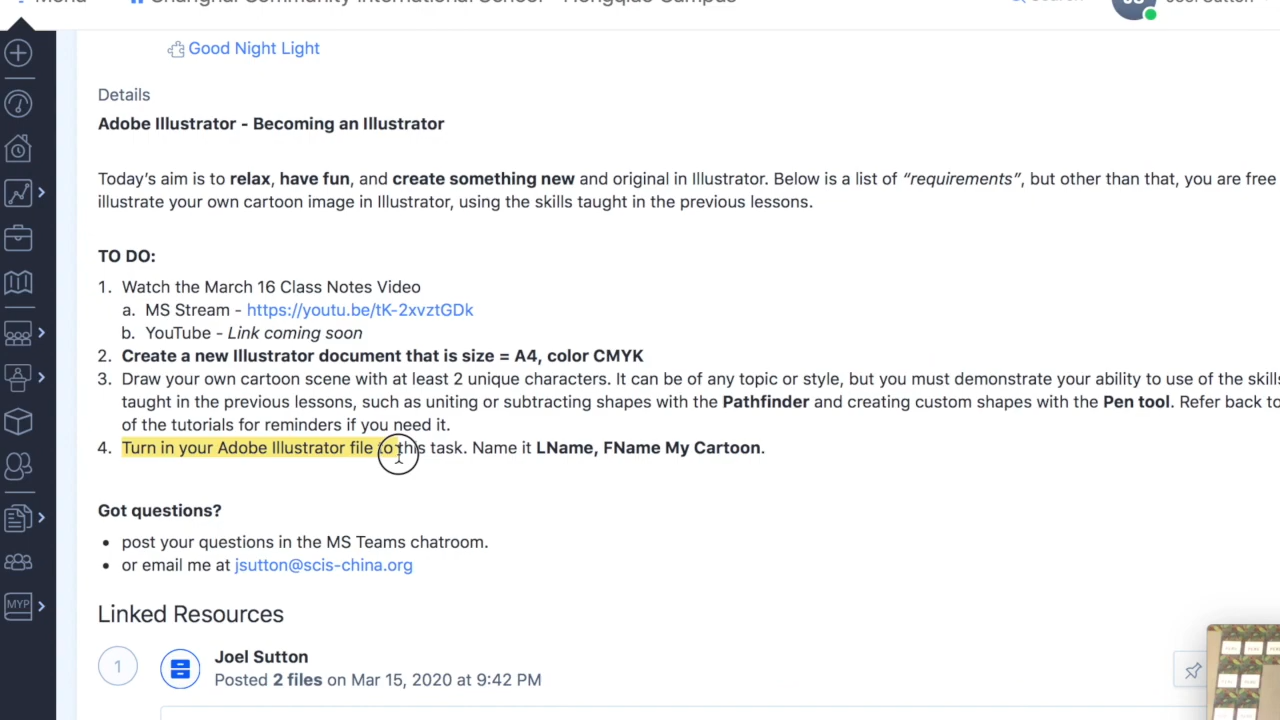 Shanghai Community International School - Hongqiao Campus
Joel Sutton
Good Night Light
Details
Adobe Illustrator - Becoming an Illustrator
Today's aim is to relax, have fun, and create something new and original in Illustrator. Below is a list of “requirements”, but other than that, you are free
illustrate your own cartoon image in Illustrator, using the skills taught in the previous lessons.
TO DO:
1. Watch the March 16 Class Notes Video
a. MS Stream - https://youtu.be/tK-2xvztGDk
b. YouTube - Link coming soon
2. Create a new Illustrator document that is size = A4, color CMYK
3. Draw your own cartoon scene with at least 2 unique characters. It can be of any topic or style, but you must demonstrate your ability to use of the skills
taught in the previous lessons, such as uniting or subtracting shapes with the Pathfinder and creating custom shapes with the Pen tool. Refer back to
of the tutorials for reminders if you need it.
4. Turn in your Adobe Illustrator file to this task. Name it LName, FName My Cartoon.
Got questions?
• post your questions in the MS Teams chatroom.
• or email me at jsutton@scis-china.org
MYP
Linked Resources
1
Joel Sutton
Posted 2 files on Mar 15, 2020 at 9:42 PM